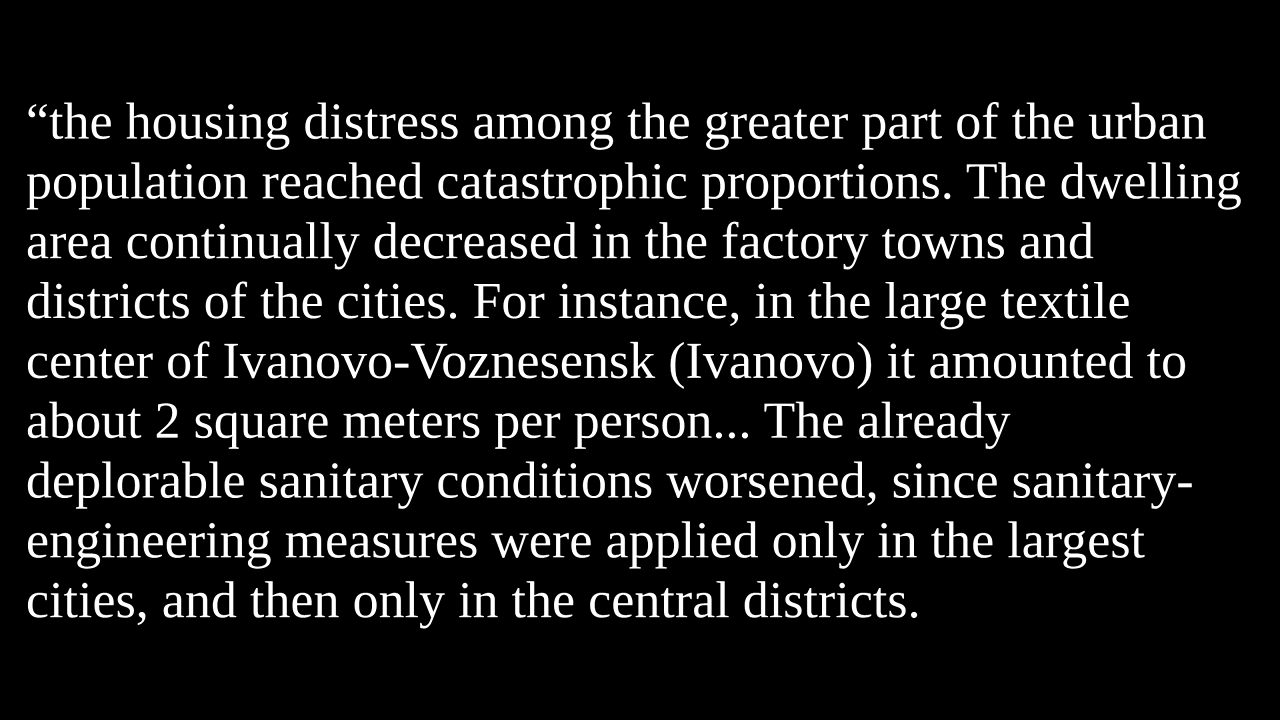 “the housing distress among the greater part of the urban
population reached catastrophic proportions. The dwelling
area continually decreased in the factory towns and
districts of the cities. For instance, in the large textile
center of Ivanovo-Voznesensk (Ivanovo) it amounted to
about 2 square meters per person... The already
deplorable sanitary conditions worsened, since sanitary-
engineering measures were applied only in the largest
cities, and then only in the central districts.